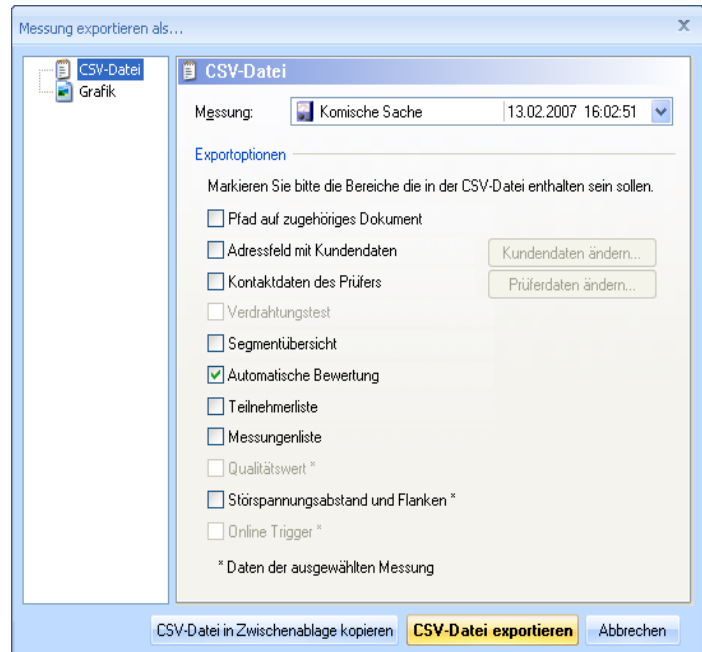 Messung exportieren als...
CSV-Datei
Grafik
CSV-Datei
Messung: Komische Sache 13.02.2007 16:02:51
Exportoptionen
Markieren Sie bitte die Bereiche die in der CSV-Datei enthalten sein sollen.
Pfad auf zugehöriges Dokument
Adressfeld mit Kundendaten Kundendaten ändern...
Kontaktdaten des Prüfers Prüferdaten ändern...
Verdrahtungstest
Segmentübersicht
Automatische Bewertung
Teilnehmerliste
Messungenliste
Qualitätswert *
Störspannungsabstand und Flanken *
Online Trigger *
* Daten der ausgewählten Messung
CSV-Datei in Zwischenablage kopieren CSV-Datei exportieren Abbrechen